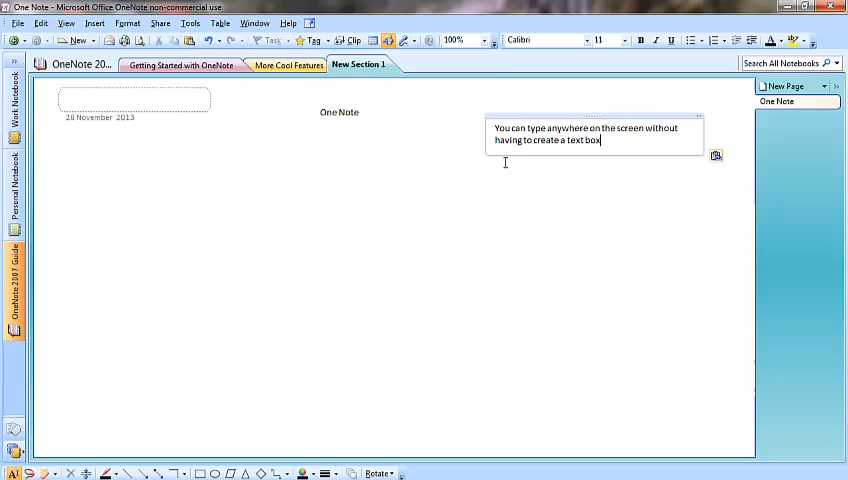 One Note - Microsoft Office OneNote non-commercial use
File Edit View Insert Format Share Tools Table Window Help
New Clip Task Tag 100% Calibri 11 B I U A ab
OneNote 20... Getting Started with OneNote More Cool Features New Section 1 Search All Notebooks
New Page
One Note
Work Notebook
Personal Notebook
OneNote 2007 Guide
28 November 2013
One Note
You can type anywhere on the screen without
having to create a text box
Rotate